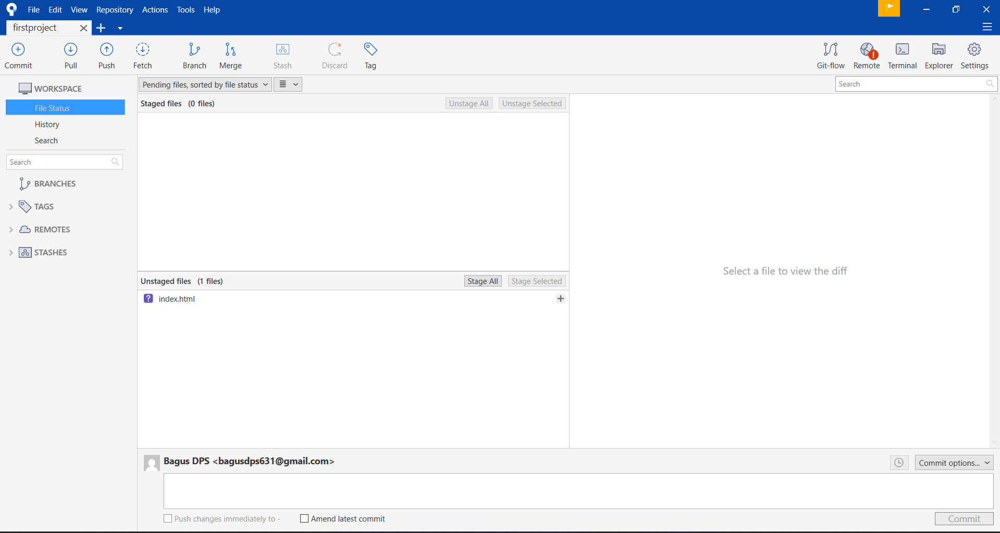 File Edit View Repository Actions Tools Help
firstproject
Commit Pull Push Fetch Branch Merge Stash Discard Tag Git-flow Remote Terminal Explorer Settings
WORKSPACE
File Status
History
Search
Search
BRANCHES
TAGS
REMOTES
STASHES
Pending files, sorted by file status
Search
Staged files (0 files) Unstage All Unstage Selected
Unstaged files (1 files) Stage All Stage Selected
? index.html
Select a file to view the diff
Bagus DPS <bagusdps631@gmail.com>
Commit options...
Push changes immediately to -
Amend latest commit
Commit